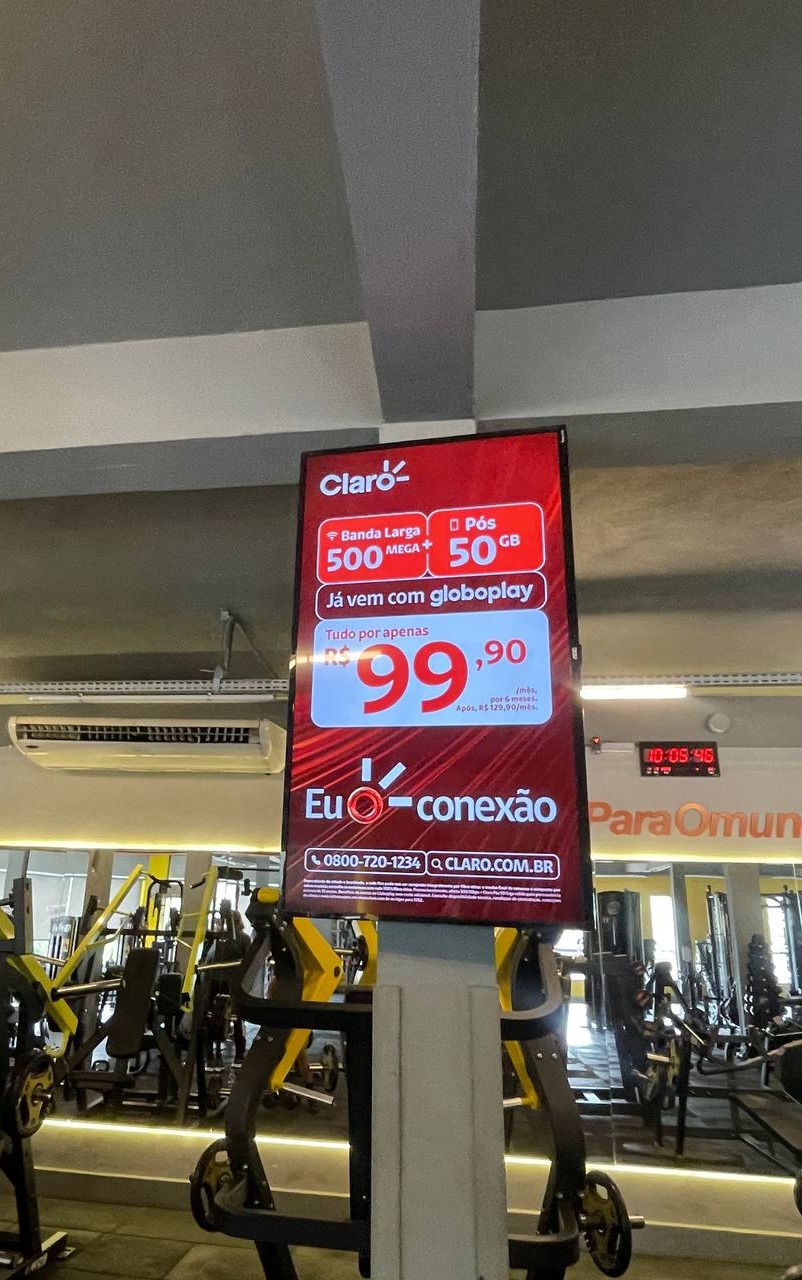 Claro
Banda Larga
500 MEGA
+
Pós
50 GB
Já vem com globoplay
Tudo por apenas
R$ 99,90
/mês,
por 6 meses.
Após, R$ 129,90/mês.
Eu conexão
0800-720-1234
CLARO.COM.BR
10:05:46
ParaOmun